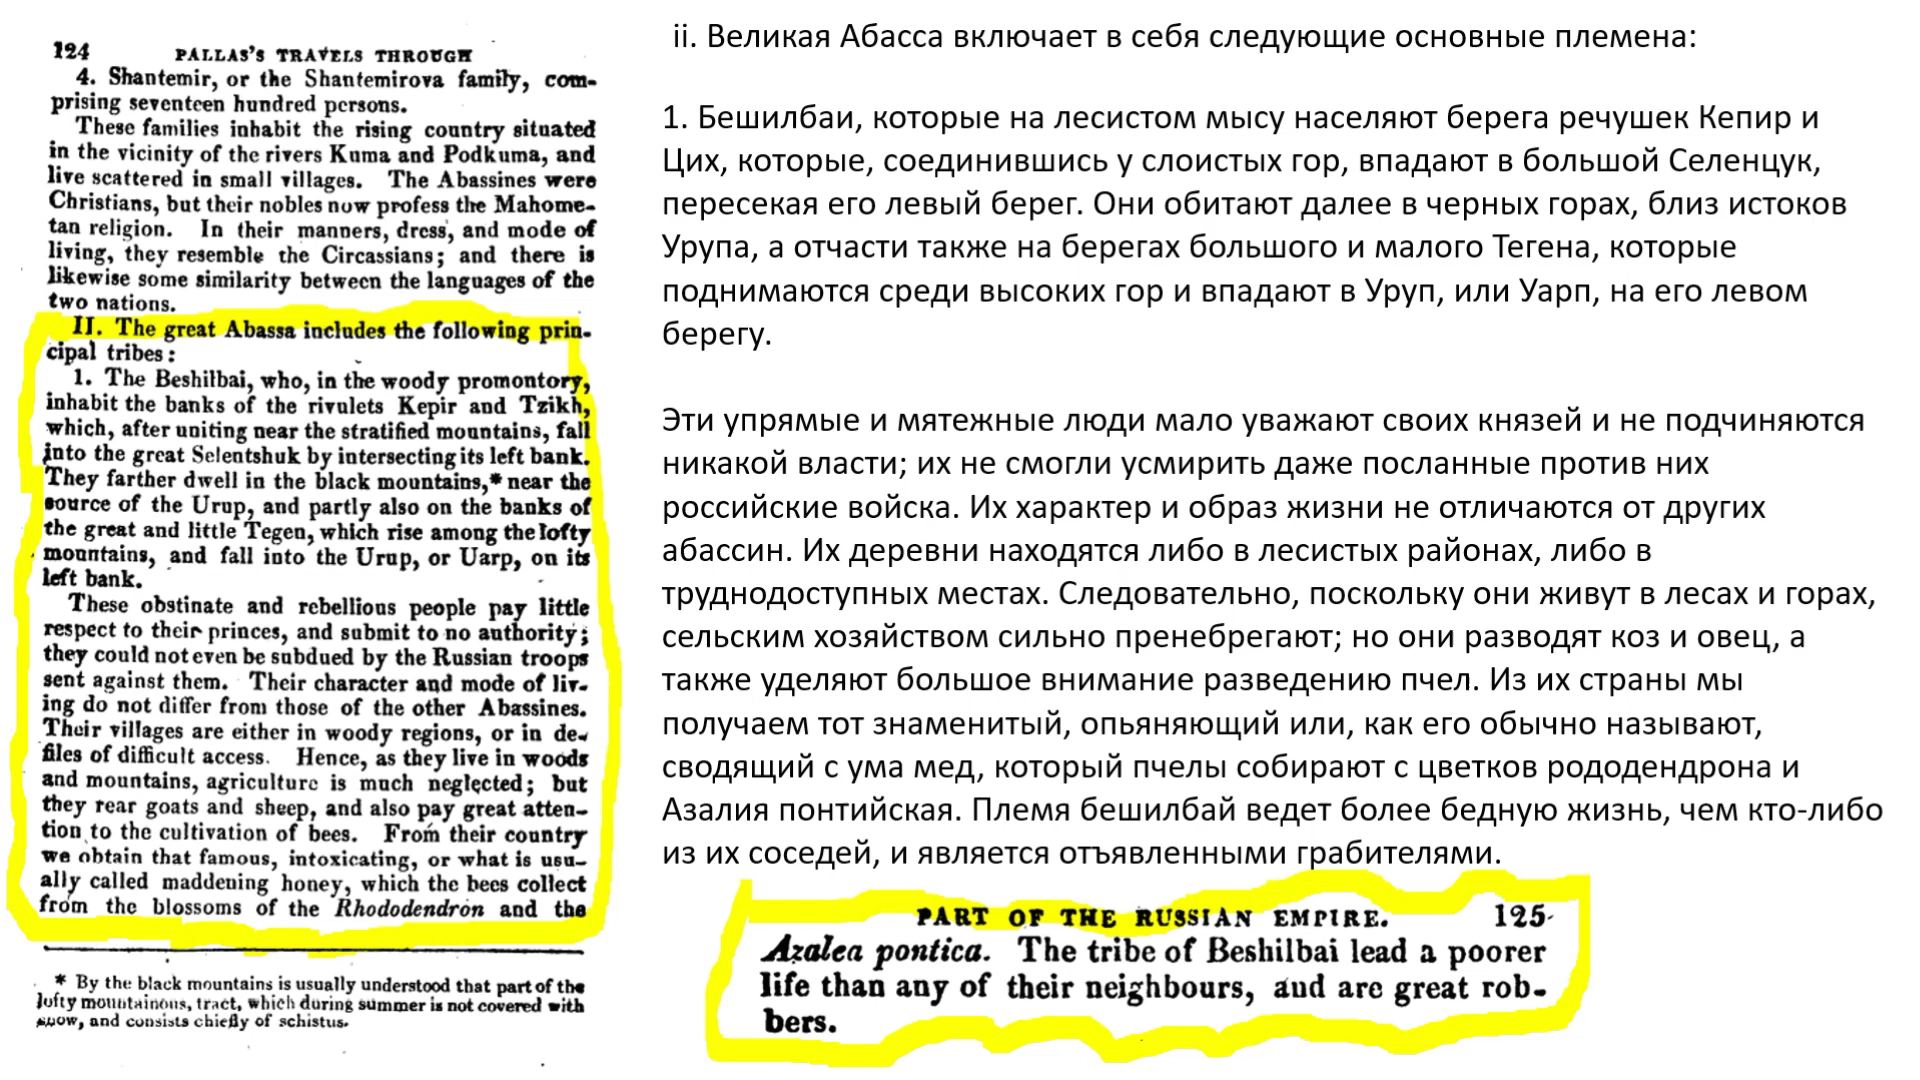 124 PALLAS'S TRAVELS THROUGH
4. Shantemir, or the Shantemirova family, com-
prising seventeen hundred persons.
These families inhabit the rising country situated
in the vicinity of the rivers Kuma and Podkuma, and
live scattered in small villages. The Abassines were
Christians, but their nobles now profess the Mahome-
tan religion. In their manners, dress, and mode of
living, they resemble the Circassians; and there is
likewise some similarity between the languages of the
two nations.
II. The great Abassa includes the following prin-
cipal tribes:
1. The Beshilbai, who, in the woody promontory,
inhabit the banks of the rivulets Kepir and Tzikh,
which, after uniting near the stratified mountains, fall
into the great Selentshuk by intersecting its left bank.
They farther dwell in the black mountains,* near the
source of the Urup, and partly also on the banks of
the great and little Tegen, which rise among the lofty
mountains, and fall into the Urup, or Uarp, on its
left bank.
These obstinate and rebellious people pay little
respect to their princes, and submit to no authority;
they could not even be subdued by the Russian troops
sent against them. Their character and mode of liv-
ing do not differ from those of the other Abassines.
Their villages are either in woody regions, or in de-
files of difficult access. Hence, as they live in woods
and mountains, agriculture is much neglected; but
they rear goats and sheep, and also pay great atten-
tion to the cultivation of bees. From their country
we obtain that famous, intoxicating, or what is usu-
ally called maddening honey, which the bees collect
from the blossoms of the Rhododendron and the
* By the black mountains is usually understood that part of the
lofty mountainous, tract, which during summer is not covered with
snow, and consists chiefly of schistus.
ii. Великая Абасса включает в себя следующие основные племена:
1. Бешилбаи, которые на лесистом мысу населяют берега речушек Кепир и
Цих, которые, соединившись у слоистых гор, впадают в большой Селенцук,
пересекая его левый берег. Они обитают далее в черных горах, близ истоков
Урупа, а отчасти также на берегах большого и малого Тегена, которые
поднимаются среди высоких гор и впадают в Уруп, или Уарп, на его левом
берегу.
Эти упрямые и мятежные люди мало уважают своих князей и не подчиняются
никакой власти; их не смогли усмирить даже посланные против них
российские войска. Их характер и образ жизни не отличаются от других
абассин. Их деревни находятся либо в лесистых районах, либо в
труднодоступных местах. Следовательно, поскольку они живут в лесах и горах,
сельским хозяйством сильно пренебрегают; но они разводят коз и овец, а
также уделяют большое внимание разведению пчел. Из их страны мы
получаем тот знаменитый, опьяняющий или, как его обычно называют,
сводящий с ума мед, который пчелы собирают с цветков рододендрона и
Азалия понтийская. Племя бешилбай ведет более бедную жизнь, чем кто-либо
из их соседей, и является отъявленными грабителями.
PART OF THE RUSSIAN EMPIRE. 125
Azalea pontica. The tribe of Beshilbai lead a poorer
life than any of their neighbours, and are great rob-
bers.